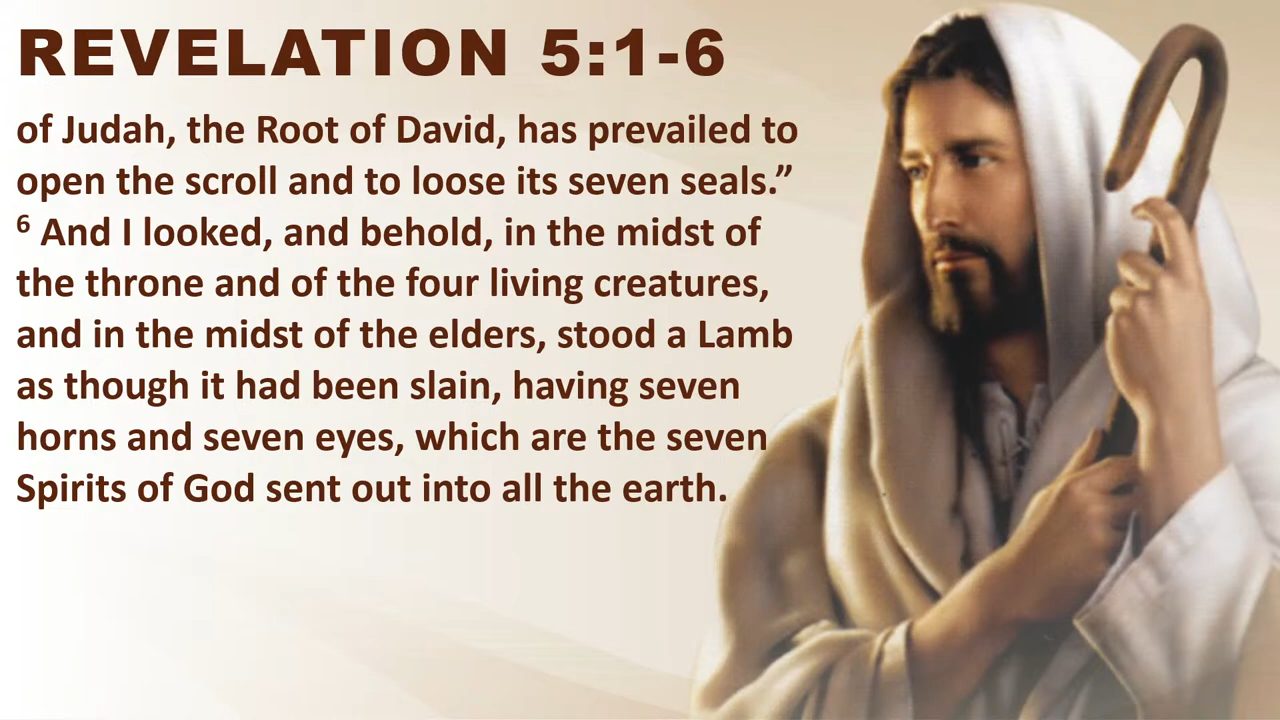 REVELATION 5:1-6
of Judah, the Root of David, has prevailed to
open the scroll and to loose its seven seals.”
⁶ And I looked, and behold, in the midst of
the throne and of the four living creatures,
and in the midst of the elders, stood a Lamb
as though it had been slain, having seven
horns and seven eyes, which are the seven
Spirits of God sent out into all the earth.